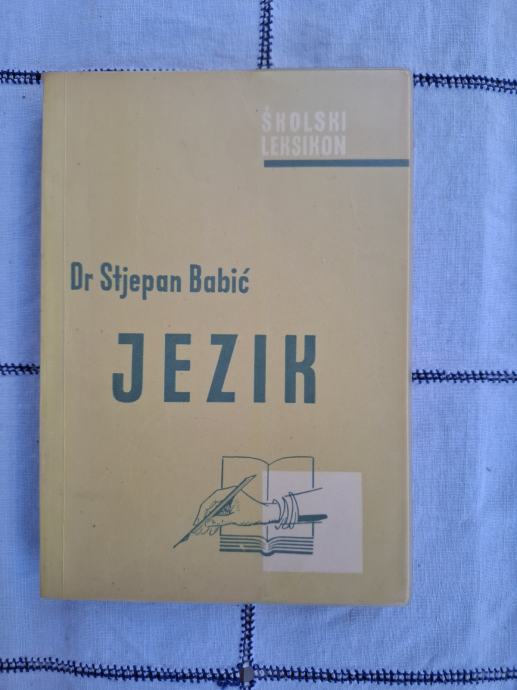 ŠKOLSKI
LEKSIKON
Dr Stjepan Babić
JEZIK